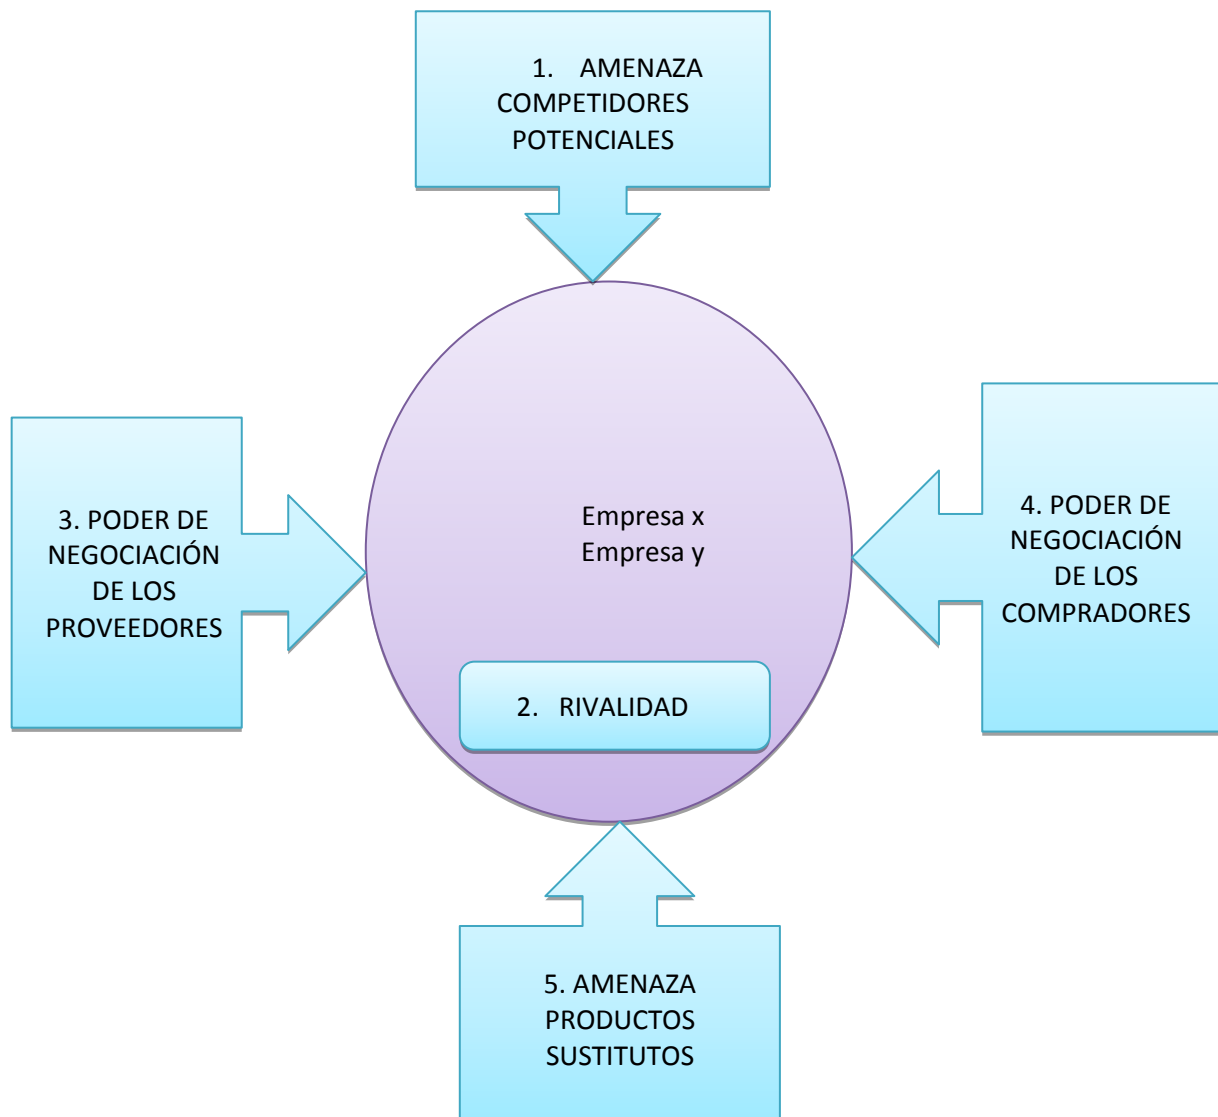 1. AMENAZA
COMPETIDORES
POTENCIALES
3. PODER DE
NEGOCIACIÓN
DE LOS
PROVEEDORES
Empresa x
Empresa y
4. PODER DE
NEGOCIACIÓN
DE LOS
COMPRADORES
2. RIVALIDAD
5. AMENAZA
PRODUCTOS
SUSTITUTOS